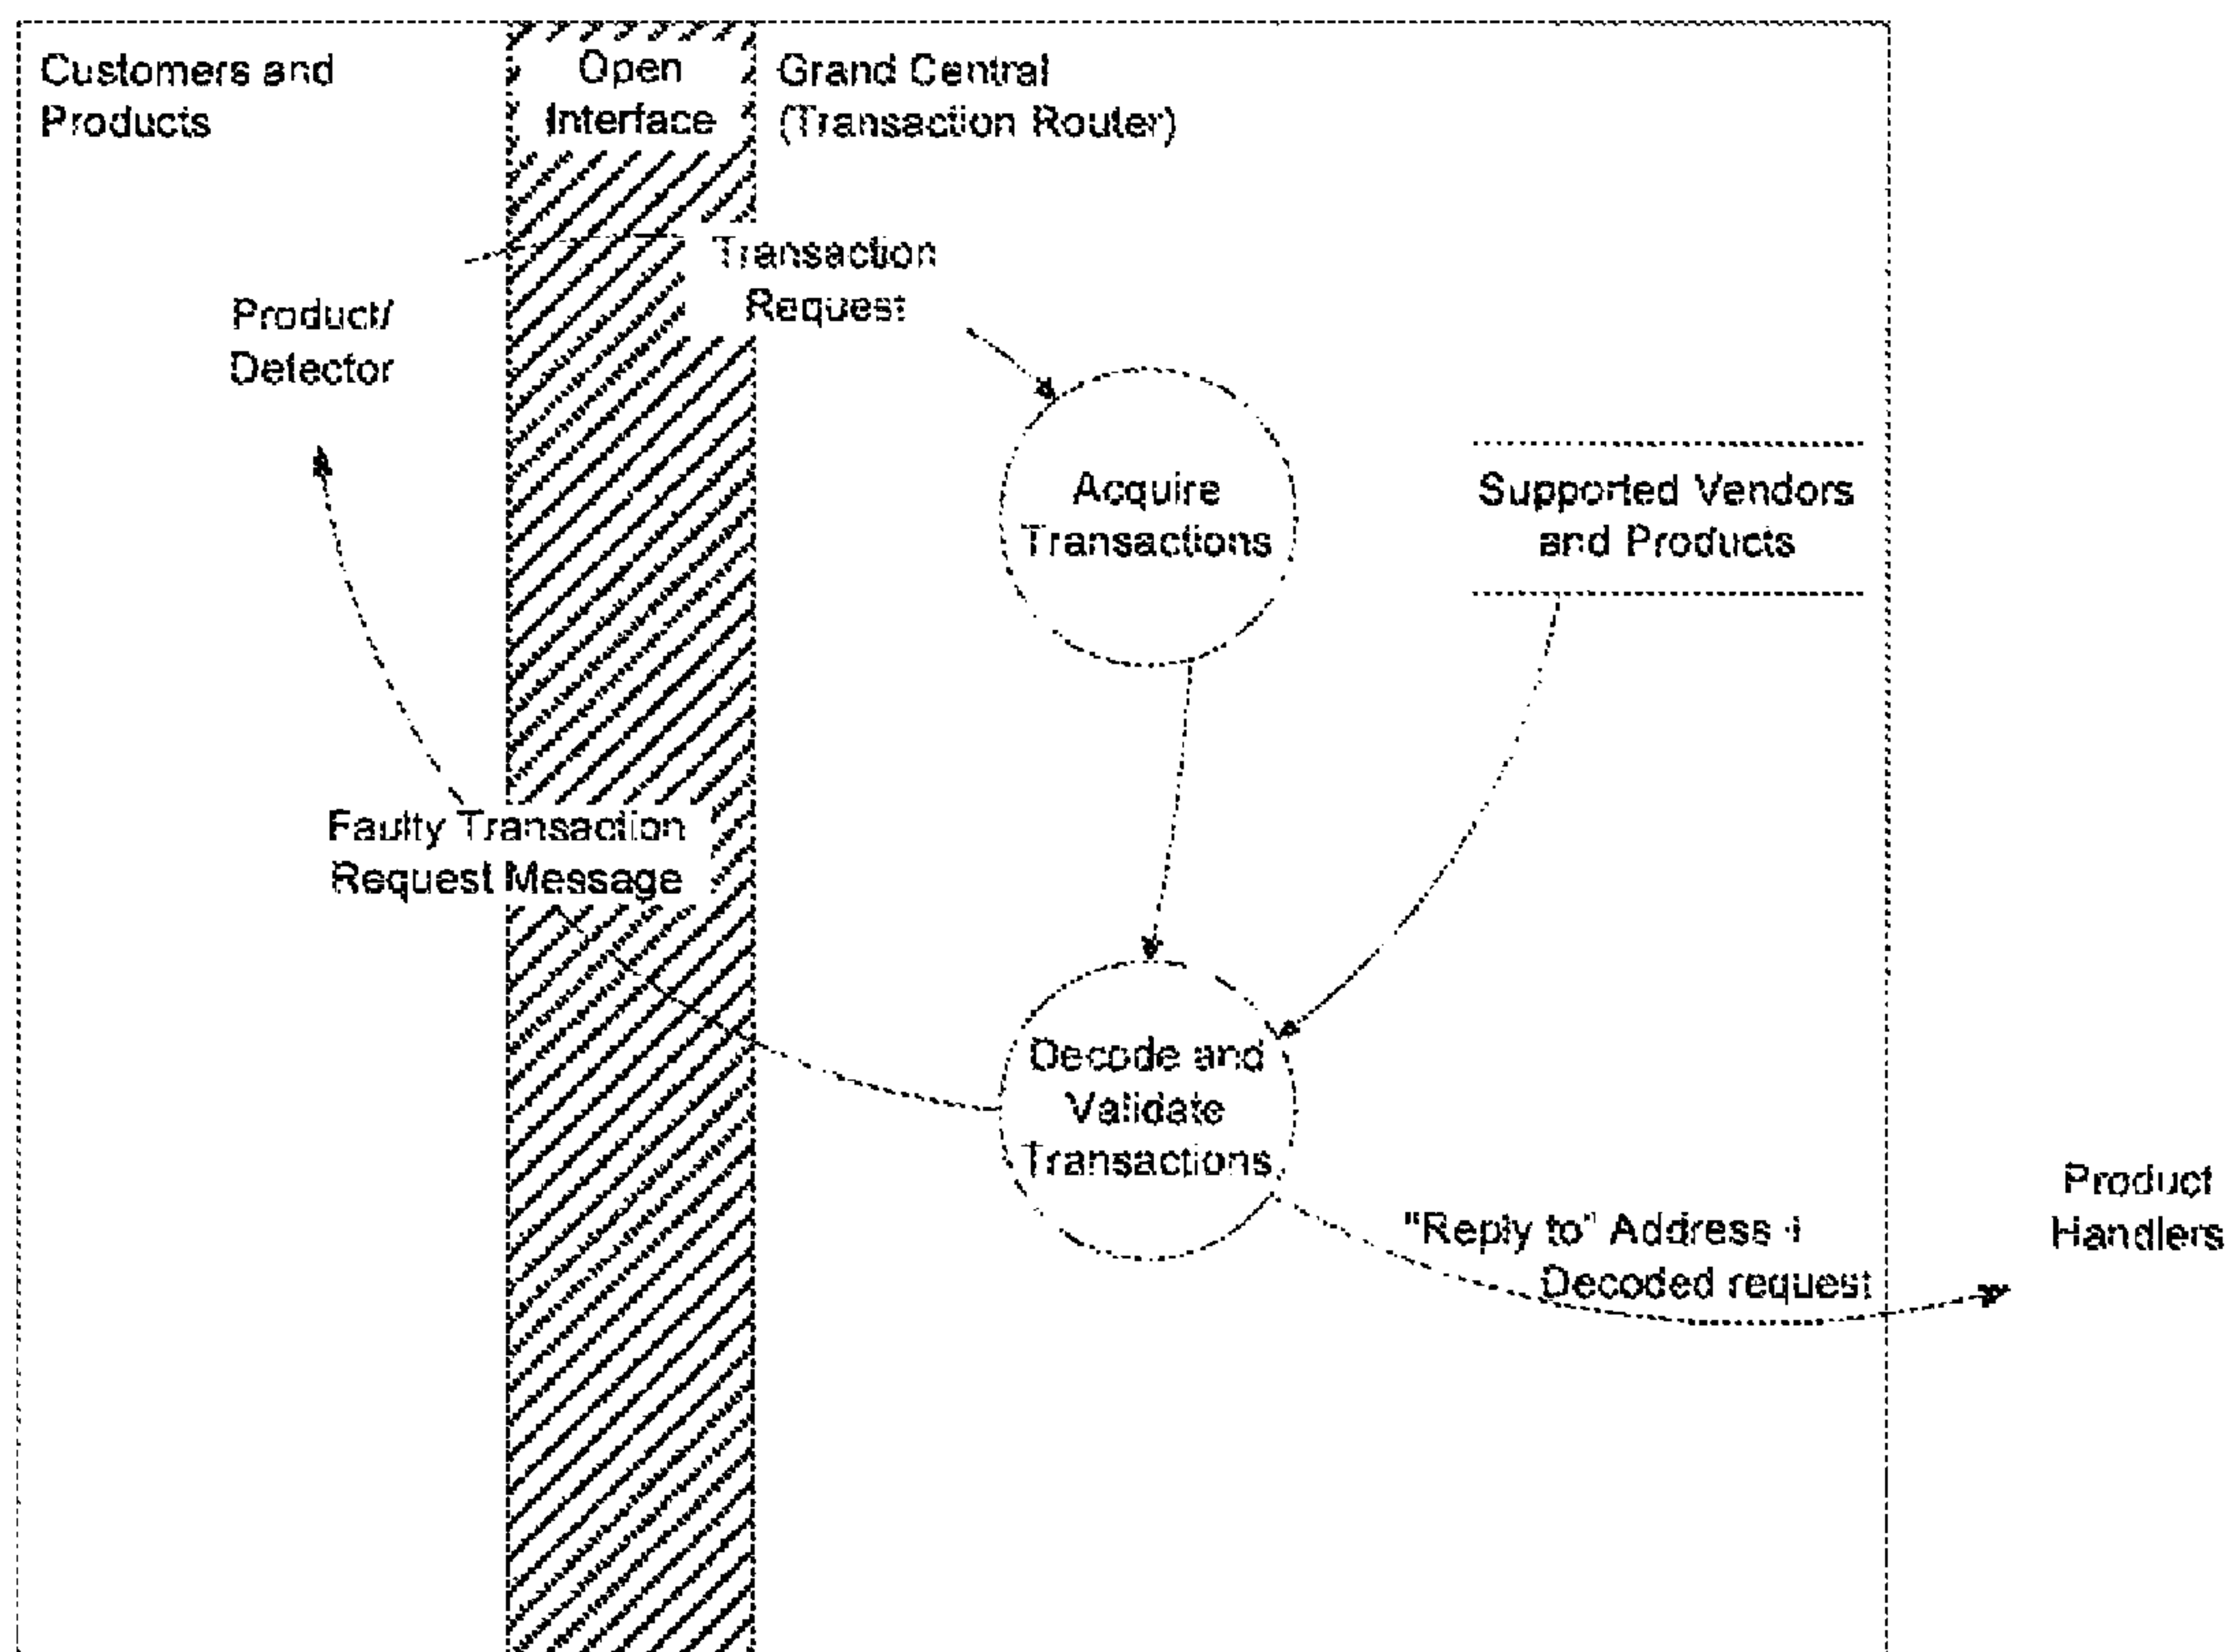 Customers and
Products
Open
Interface
Grand Central
(Transaction Router)
Transaction
Request
Product/
Detector
Acquire
Transactions
Supported Vendors
and Products
Faulty Transaction
Request Message
Decode and
Validate
Transactions
"Reply to" Address +
Decoded request
Product
Handlers